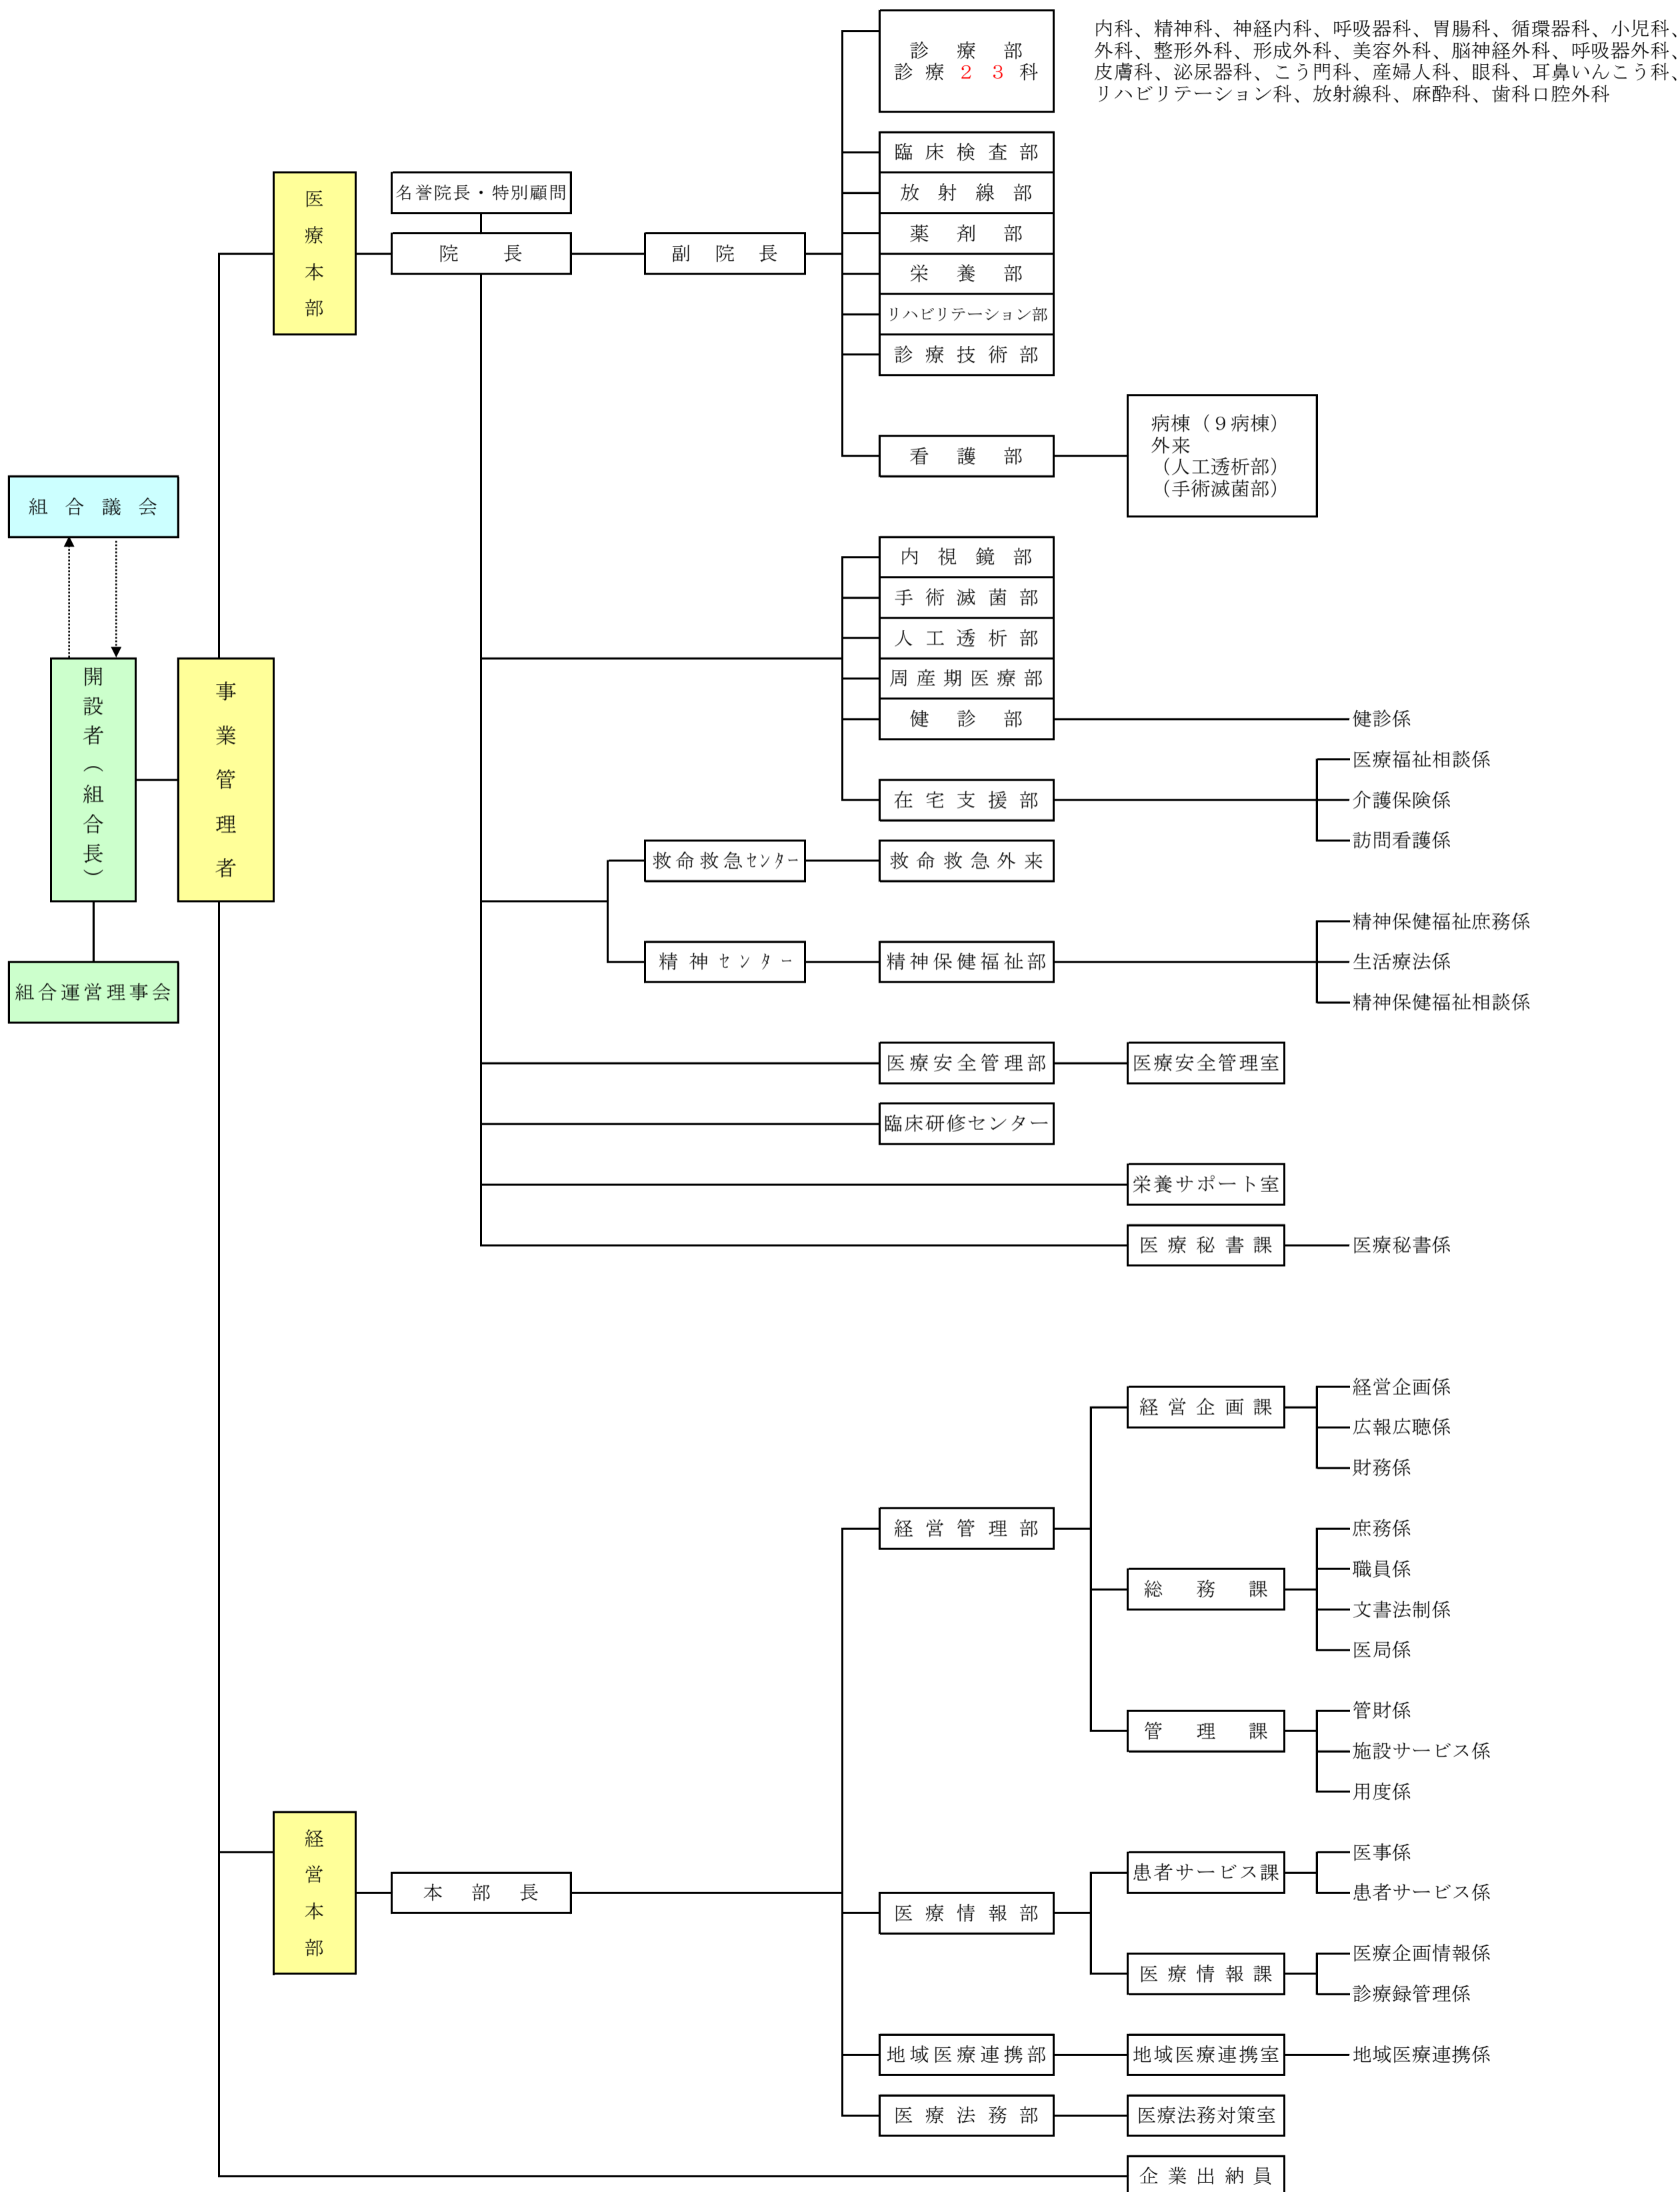 診療部
診療２３科
内科、精神科、神経内科、呼吸器科、胃腸科、循環器科、小児科、
外科、整形外科、形成外科、美容外科、脳神経外科、呼吸器外科、
皮膚科、泌尿器科、こう門科、産婦人科、眼科、耳鼻いんこう科、
リハビリテーション科、放射線科、麻酔科、歯科口腔外科
医療本部
名誉院長・特別顧問
院長
副院長
臨床検査部
放射線部
薬剤部
栄養部
リハビリテーション部
診療技術部
看護部
病棟（９病棟）
外来
（人工透析部）
（手術滅菌部）
組合議会
開設者（組合長）
事業管理者
組合運営理事会
内視鏡部
手術滅菌部
人工透析部
周産期医療部
健診部
健診係
在宅支援部
医療福祉相談係
介護保険係
訪問看護係
救命救急ｾﾝﾀｰ
救命救急外来
精神ｾﾝﾀｰ
精神保健福祉部
精神保健福祉庶務係
生活療法係
精神保健福祉相談係
医療安全管理部
医療安全管理室
臨床研修センター
栄養サポート室
医療秘書課
医療秘書係
経営本部
本部長
経営管理部
経営企画課
経営企画係
広報広聴係
財務係
総務課
庶務係
職員係
文書法制係
医局係
管理課
管財係
施設サービス係
用度係
医療情報部
患者サービス課
医事係
患者サービス係
医療情報課
医療企画情報係
診療録管理係
地域医療連携部
地域医療連携室
地域医療連携係
医療法務部
医療法務対策室
企業出納員